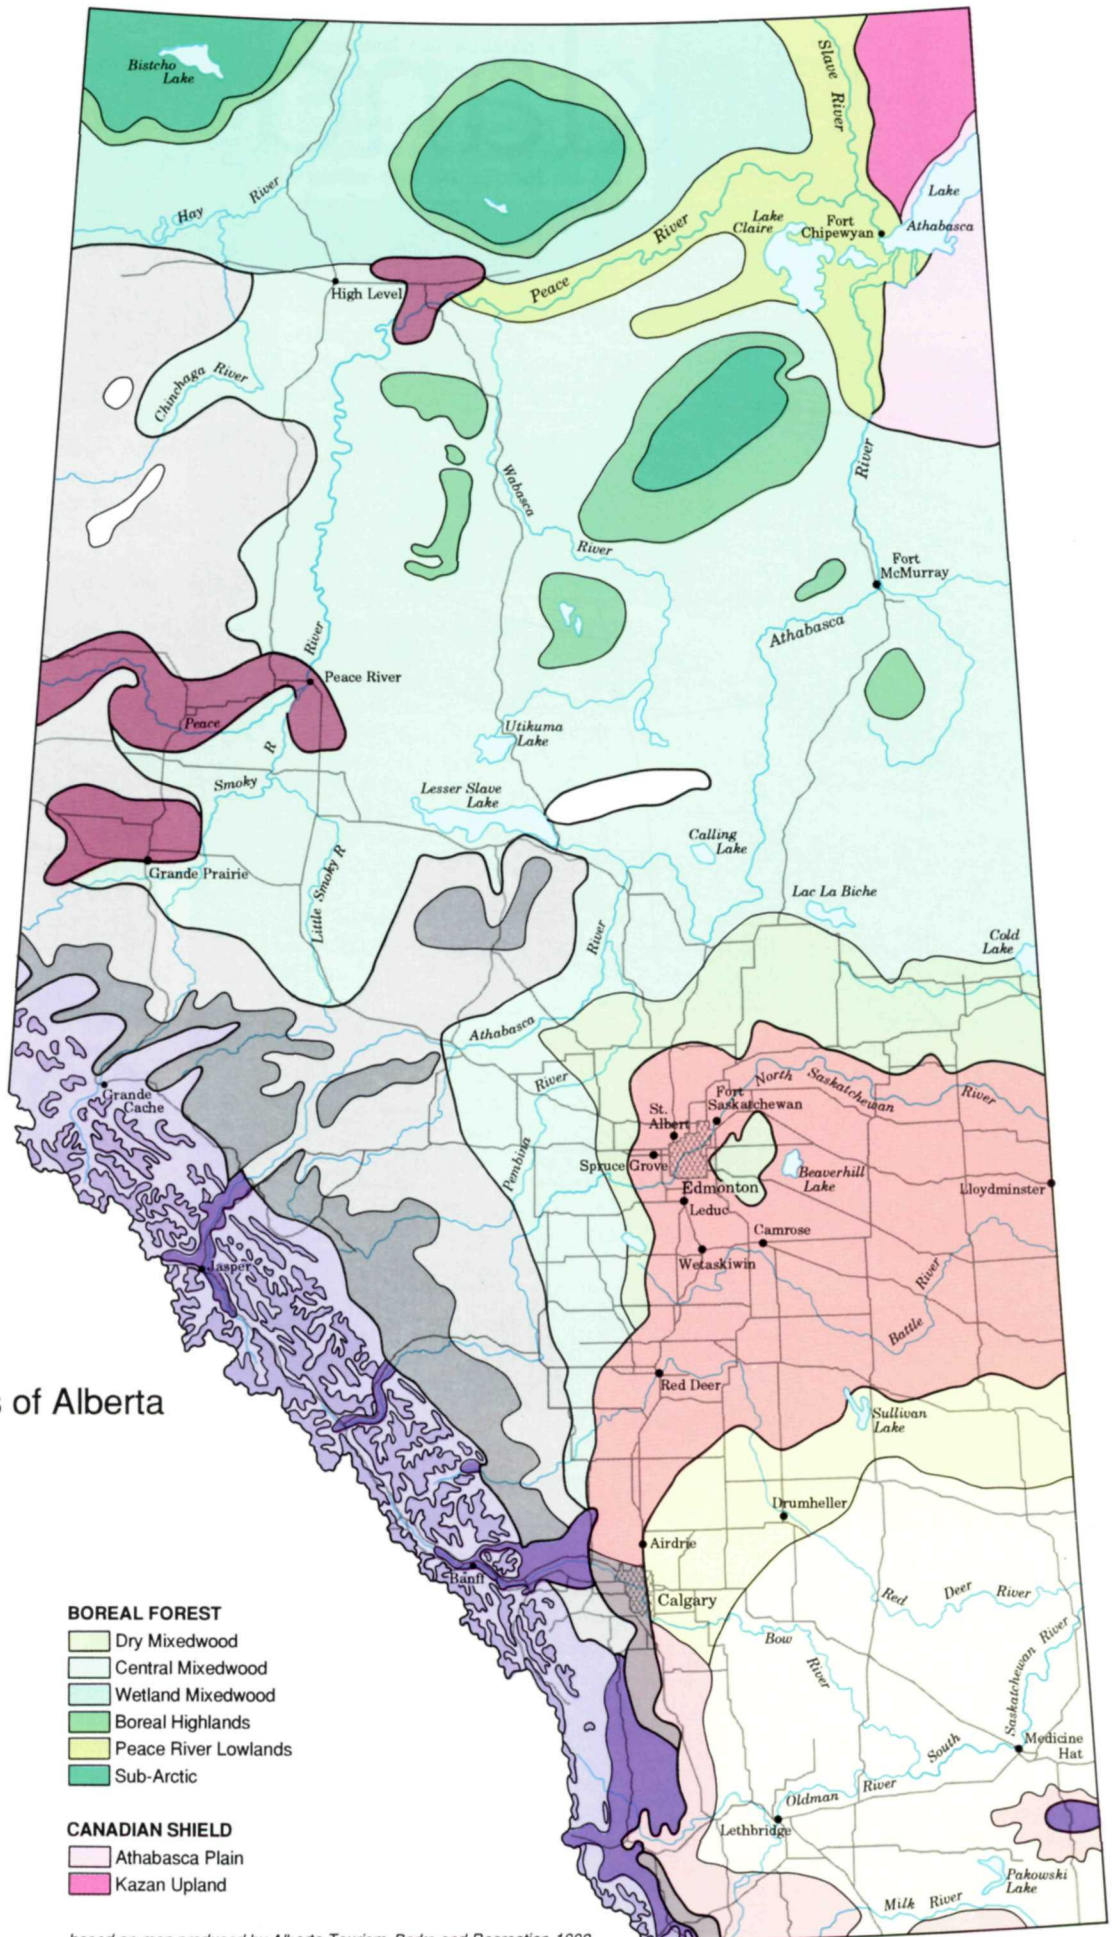 Bistcho
Lake
Slave River
Hay River
Lake
Athabasca
Lake
Claire
Fort
Chipewyan
Peace River
High Level
Chinchaga River
Wabasca
River
River
Fort
McMurray
Athabasca
River
Peace River
Peace
Utikuma
Lake
Smoky R
Lesser Slave
Lake
Calling
Lake
Grande Prairie
Little Smoky R
Lac La Biche
River
Cold
Lake
Athabasca
River
Grande
Cache
North Saskatchewan River
Fort
Saskatchewan
St.
Albert
Spruce Grove
Pembina
Beaverhill
Lake
Edmonton
Lloydminster
Leduc
Camrose
Wetaskiwin
Jasper
River
Battle
Red Deer
s of Alberta
Sullivan
Lake
Drumheller
Airdrie
Banff
Calgary
Red Deer River
Bow
River
Saskatchewan River
South
Medicine
Hat
Oldman River
Lethbridge
Pakowski
Lake
Milk River
BOREAL FOREST
Dry Mixedwood
Central Mixedwood
Wetland Mixedwood
Boreal Highlands
Peace River Lowlands
Sub-Arctic
CANADIAN SHIELD
Athabasca Plain
Kazan Upland